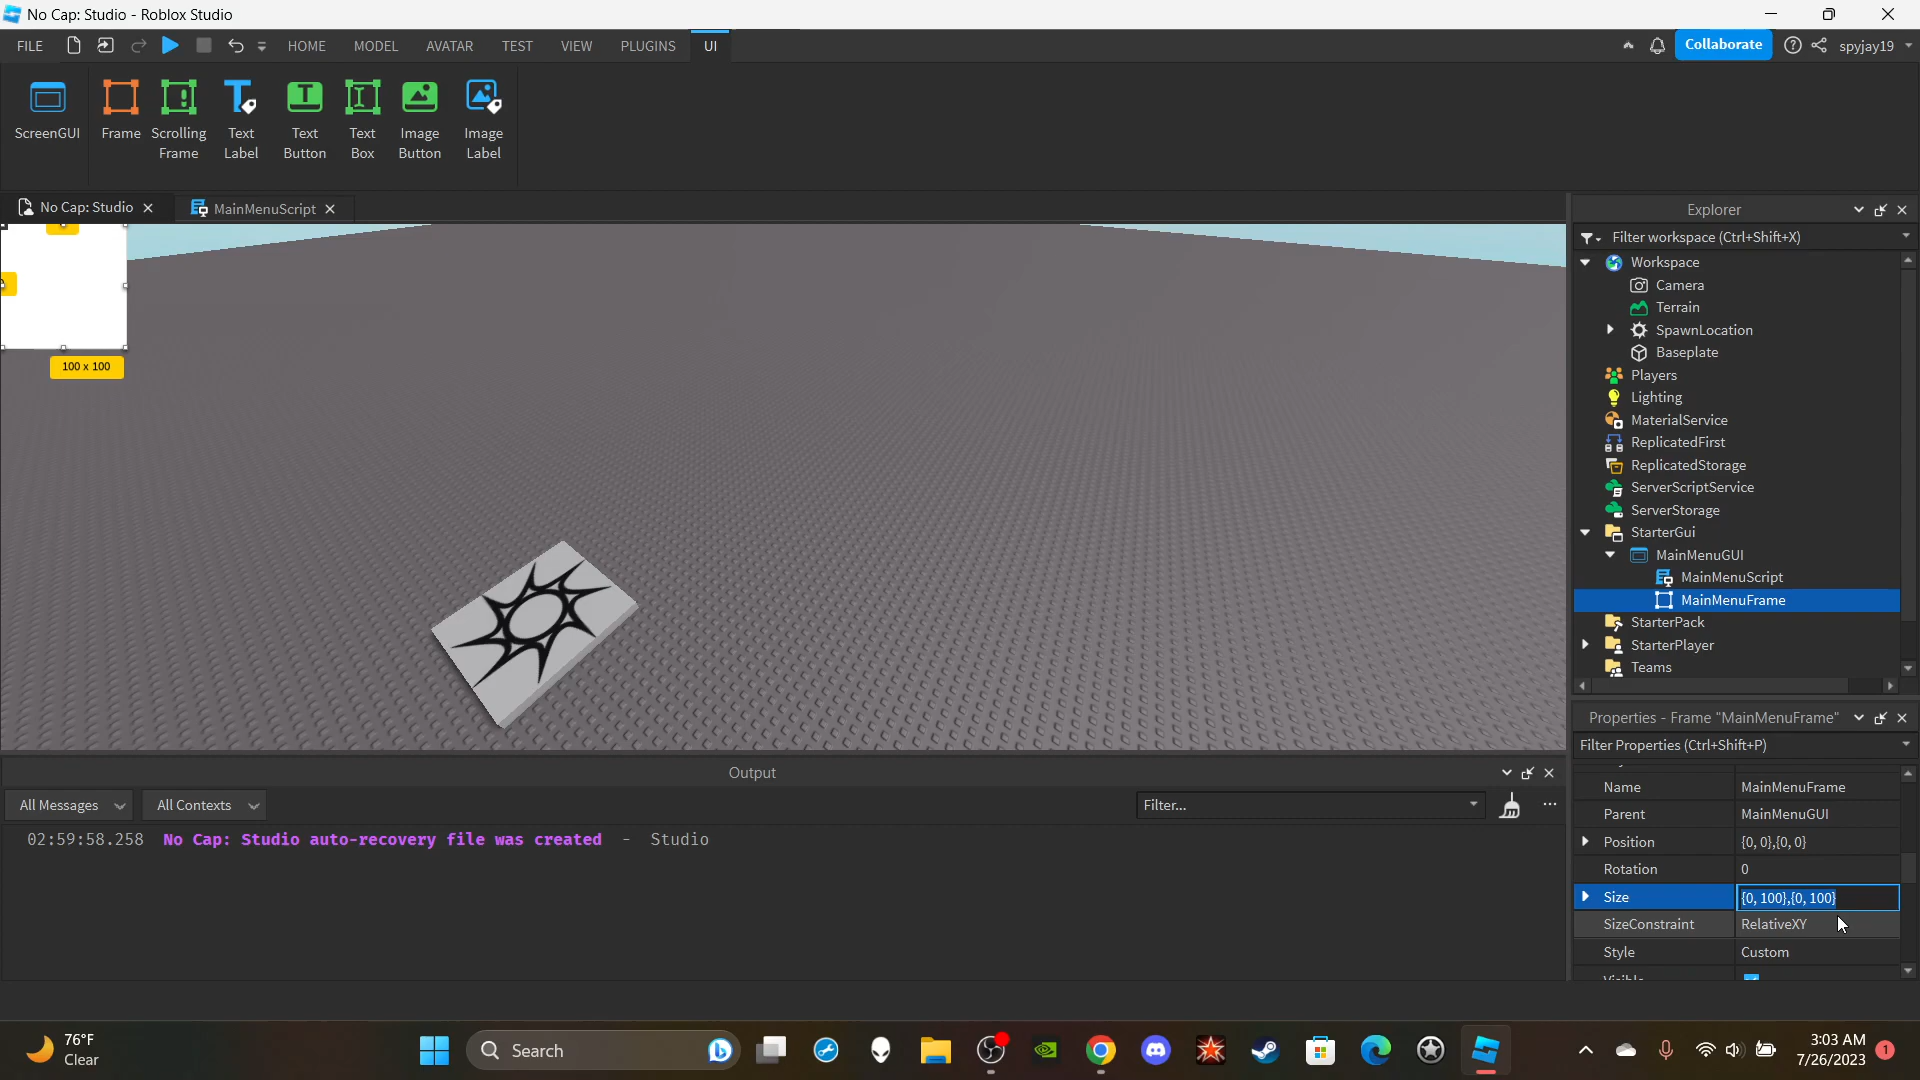 No Cap: Studio - Roblox Studio
FILE HOME MODEL AVATAR TEST VIEW PLUGINS UI Collaborate spyjay19
ScreenGUI
Frame
Scrolling
Frame
Text
Label
Text
Button
Text
Box
Image
Button
Image
Label
No Cap: Studio MainMenuScript
100 x 100
Explorer
Filter workspace (Ctrl+Shift+X)
Workspace
Camera
Terrain
SpawnLocation
Baseplate
Players
Lighting
MaterialService
ReplicatedFirst
ReplicatedStorage
ServerScriptService
ServerStorage
StarterGui
MainMenuGUI
MainMenuScript
MainMenuFrame
StarterPack
StarterPlayer
Teams
Properties - Frame "MainMenuFrame"
Filter Properties (Ctrl+Shift+P)
Name MainMenuFrame
Parent MainMenuGUI
Position {0, 0},{0, 0}
Rotation 0
Size {0, 100},{0, 100}
SizeConstraint RelativeXY
Style Custom
Output
All Messages All Contexts Filter...
02:59:58.258 No Cap: Studio auto-recovery file was created - Studio
76°F
Clear
Search
3:03 AM
7/26/2023
1